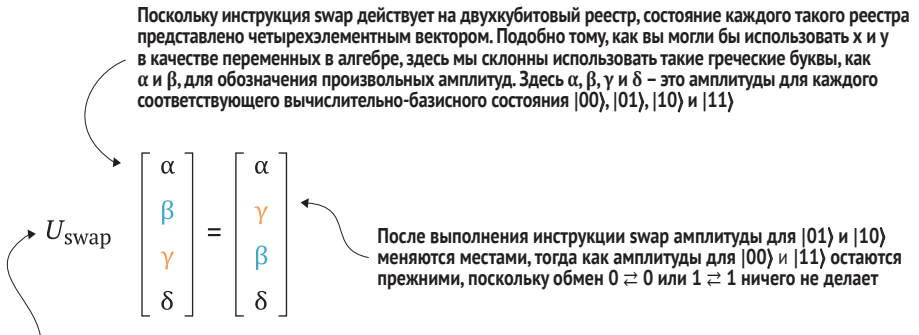 Поскольку инструкция swap действует на двухкубитовый реестр, состояние каждого такого реестра
представлено четырехэлементным вектором. Подобно тому, как вы могли бы использовать x и y
в качестве переменных в алгебре, здесь мы склонны использовать такие греческие буквы, как
α и β, для обозначения произвольных амплитуд. Здесь α, β, γ и δ – это амплитуды для каждого
соответствующего вычислительно-базисного состояния |00⟩, |01⟩, |10⟩ и |11⟩
α α
β γ
U swap =
γ β
δ δ
После выполнения инструкции swap амплитуды для |01⟩ и |10⟩
меняются местами, тогда как амплитуды для |00⟩ и |11⟩ остаются
прежними, поскольку обмен 0 ⇄ 0 или 1 ⇄ 1 ничего не делает